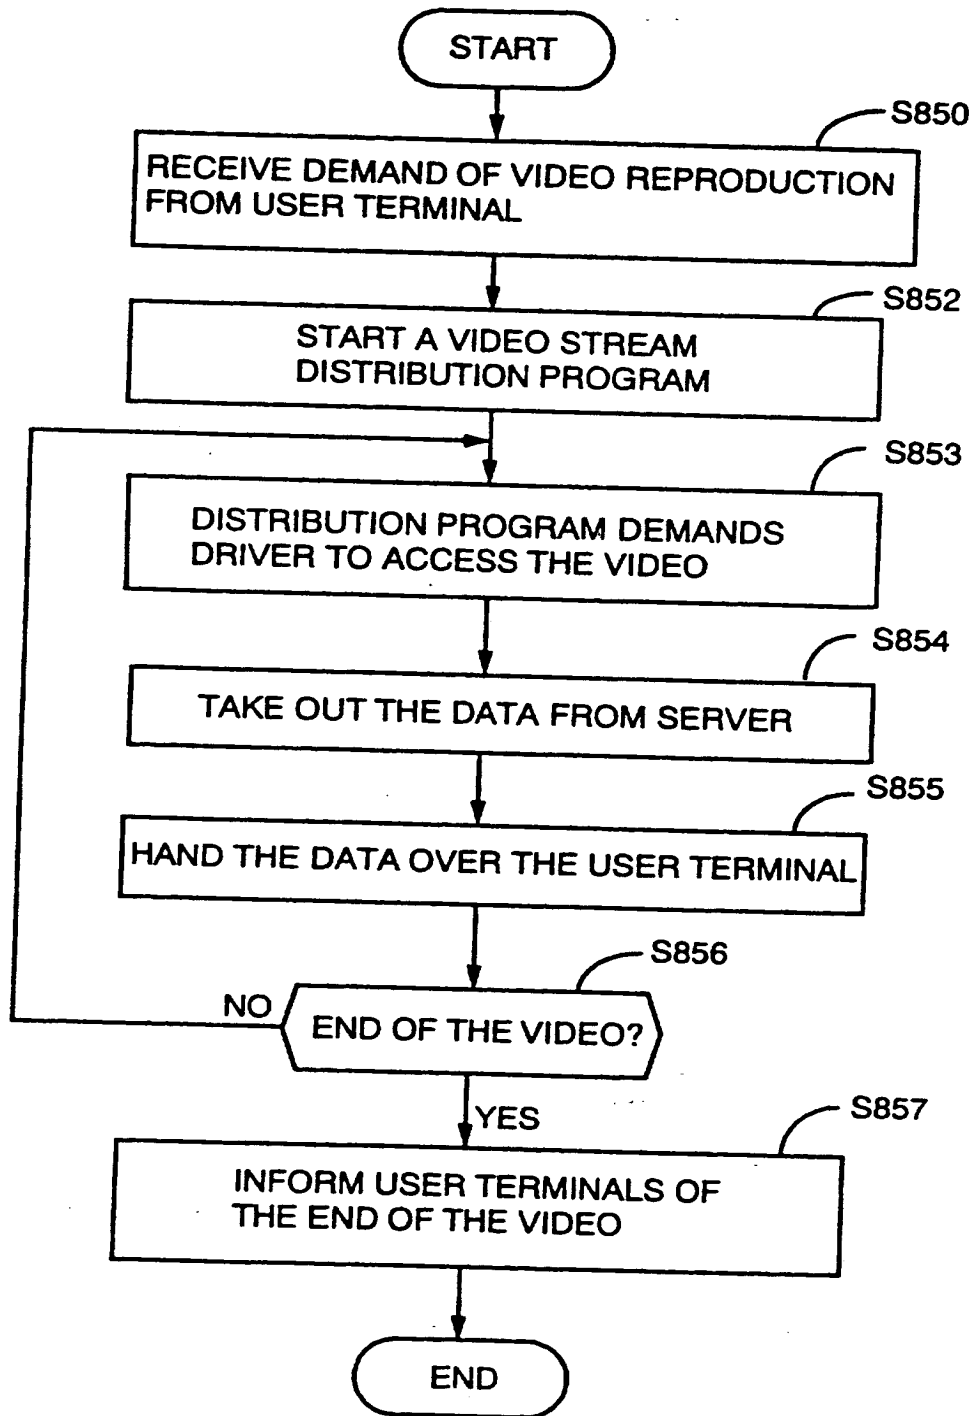 START
S850
RECEIVE DEMAND OF VIDEO REPRODUCTION
FROM USER TERMINAL
S852
START A VIDEO STREAM
DISTRIBUTION PROGRAM
S853
DISTRIBUTION PROGRAM DEMANDS
DRIVER TO ACCESS THE VIDEO
S854
TAKE OUT THE DATA FROM SERVER
S855
HAND THE DATA OVER THE USER TERMINAL
S856
NO
END OF THE VIDEO?
YES
S857
INFORM USER TERMINALS OF
THE END OF THE VIDEO
END